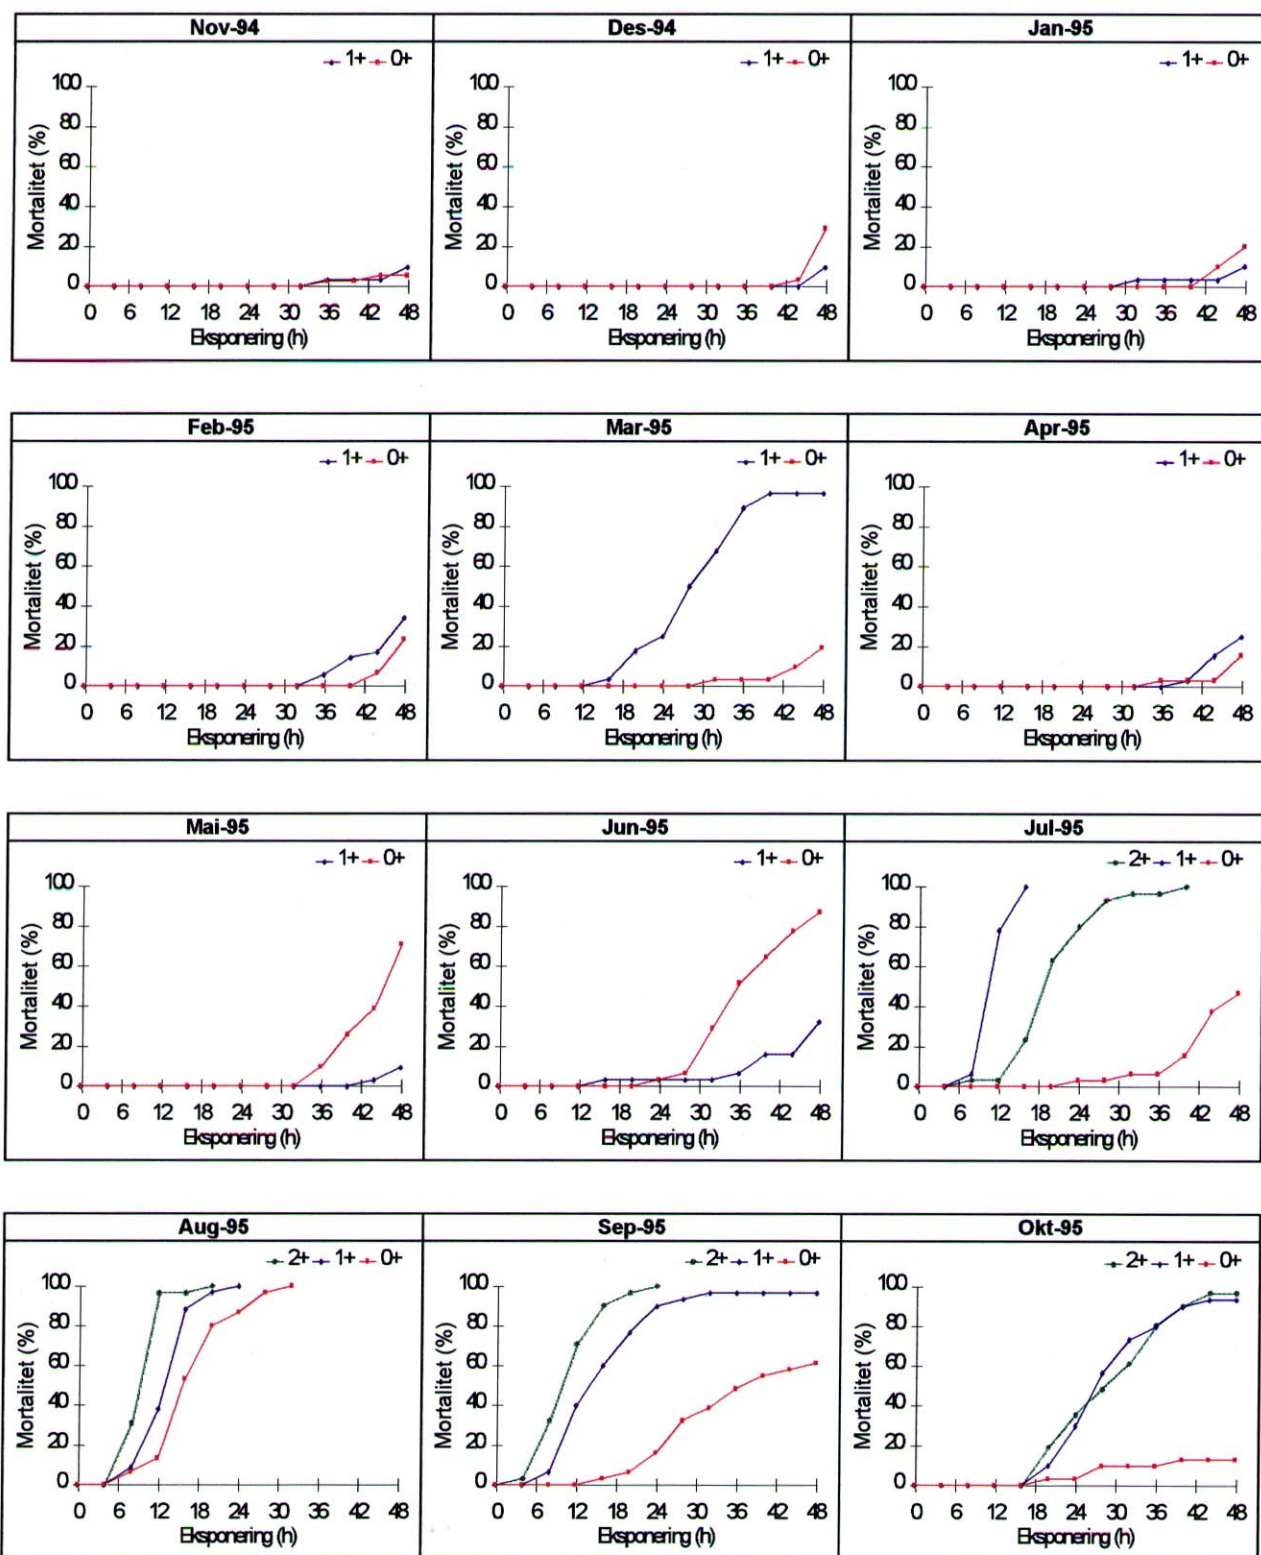 Nov-94
1+ 0+
Mortalitet (%)
100
80
60
40
20
0
0 6 12 18 24 30 36 42 48
Eksponering (h)
Des-94
1+ 0+
Mortalitet (%)
100
80
60
40
20
0
0 6 12 18 24 30 36 42 48
Eksponering (h)
Jan-95
1+ 0+
Mortalitet (%)
100
80
60
40
20
0
0 6 12 18 24 30 36 42 48
Eksponering (h)
Feb-95
1+ 0+
Mortalitet (%)
100
80
60
40
20
0
0 6 12 18 24 30 36 42 48
Eksponering (h)
Mar-95
1+ 0+
Mortalitet (%)
100
80
60
40
20
0
0 6 12 18 24 30 36 42 48
Eksponering (h)
Apr-95
1+ 0+
Mortalitet (%)
100
80
60
40
20
0
0 6 12 18 24 30 36 42 48
Eksponering (h)
Mai-95
1+ 0+
Mortalitet (%)
100
80
60
40
20
0
0 6 12 18 24 30 36 42 48
Eksponering (h)
Jun-95
1+ 0+
Mortalitet (%)
100
80
60
40
20
0
0 6 12 18 24 30 36 42 48
Eksponering (h)
Jul-95
2+ 1+ 0+
Mortalitet (%)
100
80
60
40
20
0
0 6 12 18 24 30 36 42 48
Eksponering (h)
Aug-95
2+ 1+ 0+
Mortalitet (%)
100
80
60
40
20
0
0 6 12 18 24 30 36 42 48
Eksponering (h)
Sep-95
2+ 1+ 0+
Mortalitet (%)
100
80
60
40
20
0
0 6 12 18 24 30 36 42 48
Eksponering (h)
Okt-95
2+ 1+ 0+
Mortalitet (%)
100
80
60
40
20
0
0 6 12 18 24 30 36 42 48
Eksponering (h)